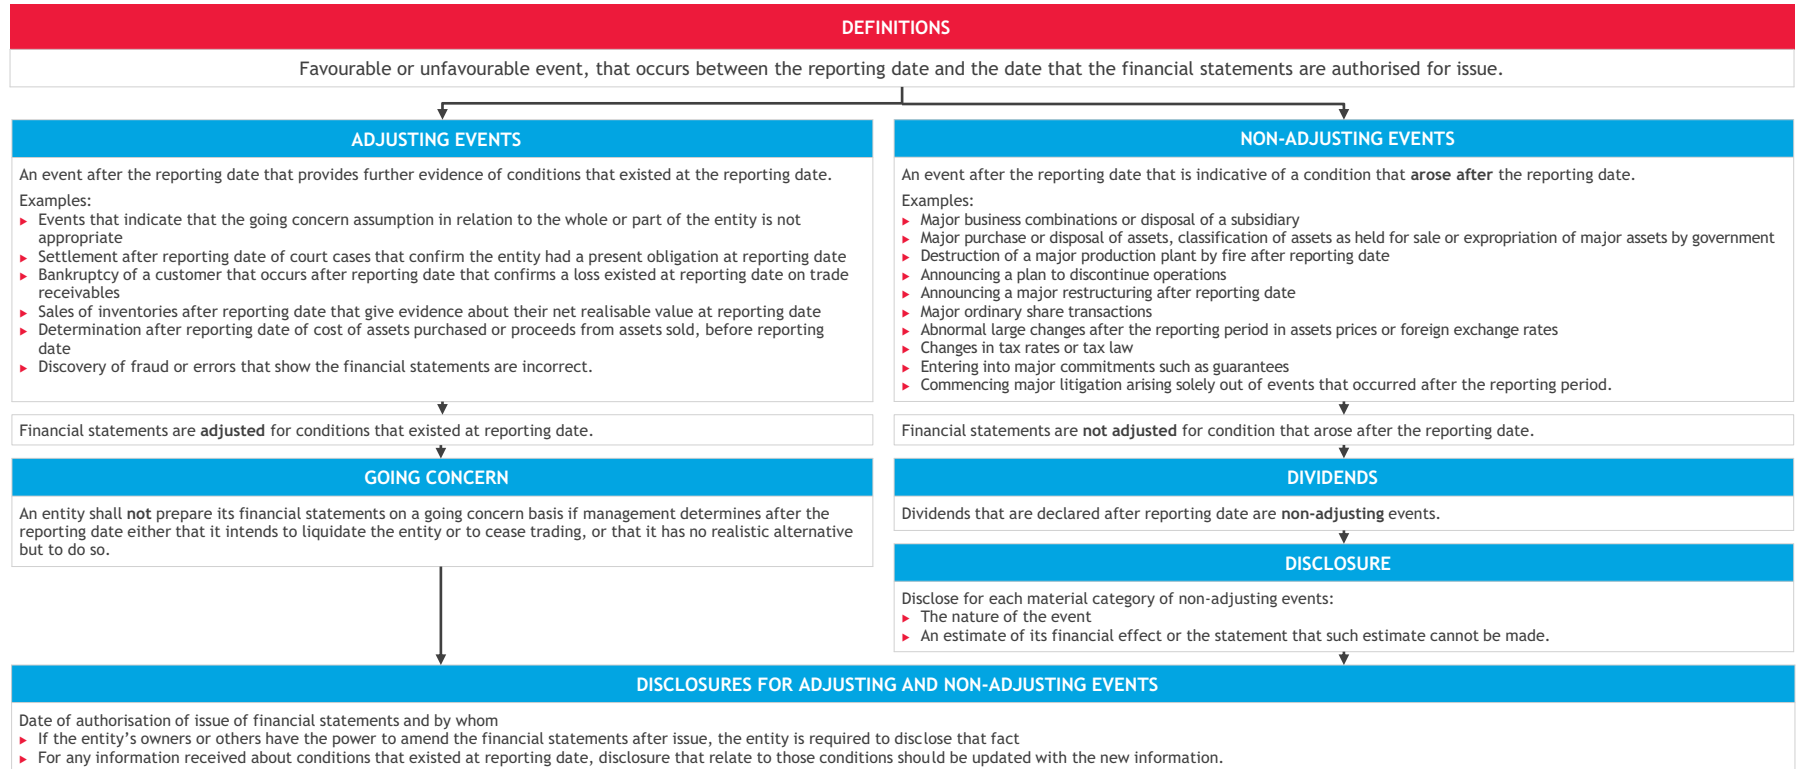 DEFINITIONS
Favourable or unfavourable event, that occurs between the reporting date and the date that the financial statements are authorised for issue.
ADJUSTING EVENTS
An event after the reporting date that provides further evidence of conditions that existed at the reporting date.
Examples:
► Events that indicate that the going concern assumption in relation to the whole or part of the entity is not
appropriate
► Settlement after reporting date of court cases that confirm the entity had a present obligation at reporting date
► Bankruptcy of a customer that occurs after reporting date that confirms a loss existed at reporting date on trade
receivables
► Sales of inventories after reporting date that give evidence about their net realisable value at reporting date
► Determination after reporting date of cost of assets purchased or proceeds from assets sold, before reporting
date
► Discovery of fraud or errors that show the financial statements are incorrect.
Financial statements are adjusted for conditions that existed at reporting date.
GOING CONCERN
An entity shall not prepare its financial statements on a going concern basis if management determines after the
reporting date either that it intends to liquidate the entity or to cease trading, or that it has no realistic alternative
but to do so.
NON-ADJUSTING EVENTS
An event after the reporting date that is indicative of a condition that arose after the reporting date.
Examples:
► Major business combinations or disposal of a subsidiary
► Major purchase or disposal of assets, classification of assets as held for sale or expropriation of major assets by government
► Destruction of a major production plant by fire after reporting date
► Announcing a plan to discontinue operations
► Announcing a major restructuring after reporting date
► Major ordinary share transactions
► Abnormal large changes after the reporting period in assets prices or foreign exchange rates
► Changes in tax rates or tax law
► Entering into major commitments such as guarantees
► Commencing major litigation arising solely out of events that occurred after the reporting period.
Financial statements are not adjusted for condition that arose after the reporting date.
DIVIDENDS
Dividends that are declared after reporting date are non-adjusting events.
DISCLOSURE
Disclose for each material category of non-adjusting events:
► The nature of the event
► An estimate of its financial effect or the statement that such estimate cannot be made.
DISCLOSURES FOR ADJUSTING AND NON-ADJUSTING EVENTS
Date of authorisation of issue of financial statements and by whom
► If the entity's owners or others have the power to amend the financial statements after issue, the entity is required to disclose that fact
► For any information received about conditions that existed at reporting date, disclosure that relate to those conditions should be updated with the new information.